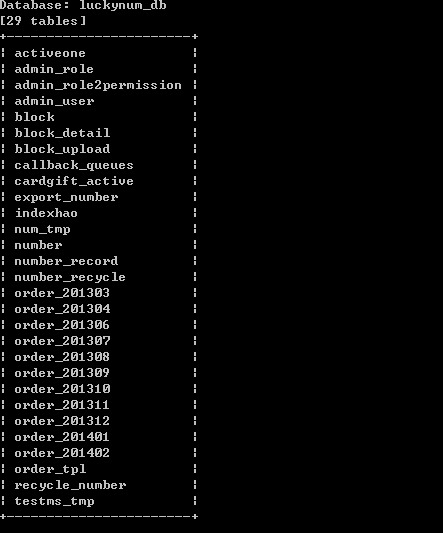 Database: luckynum_db
[29 tables]
+-----------------------+
¦ activeone             ¦
¦ admin_role            ¦
¦ admin_role2permission ¦
¦ admin_user            ¦
¦ block                 ¦
¦ block_detail          ¦
¦ block_upload          ¦
¦ callback_queues       ¦
¦ cardgift_active       ¦
¦ export_number         ¦
¦ indexhao              ¦
¦ num_tmp               ¦
¦ number                ¦
¦ number_record         ¦
¦ number_recycle        ¦
¦ order_201303          ¦
¦ order_201304          ¦
¦ order_201306          ¦
¦ order_201307          ¦
¦ order_201308          ¦
¦ order_201309          ¦
¦ order_201310          ¦
¦ order_201311          ¦
¦ order_201312          ¦
¦ order_201401          ¦
¦ order_201402          ¦
¦ order_tpl             ¦
¦ recycle_number        ¦
¦ testms_tmp            ¦
+-----------------------+